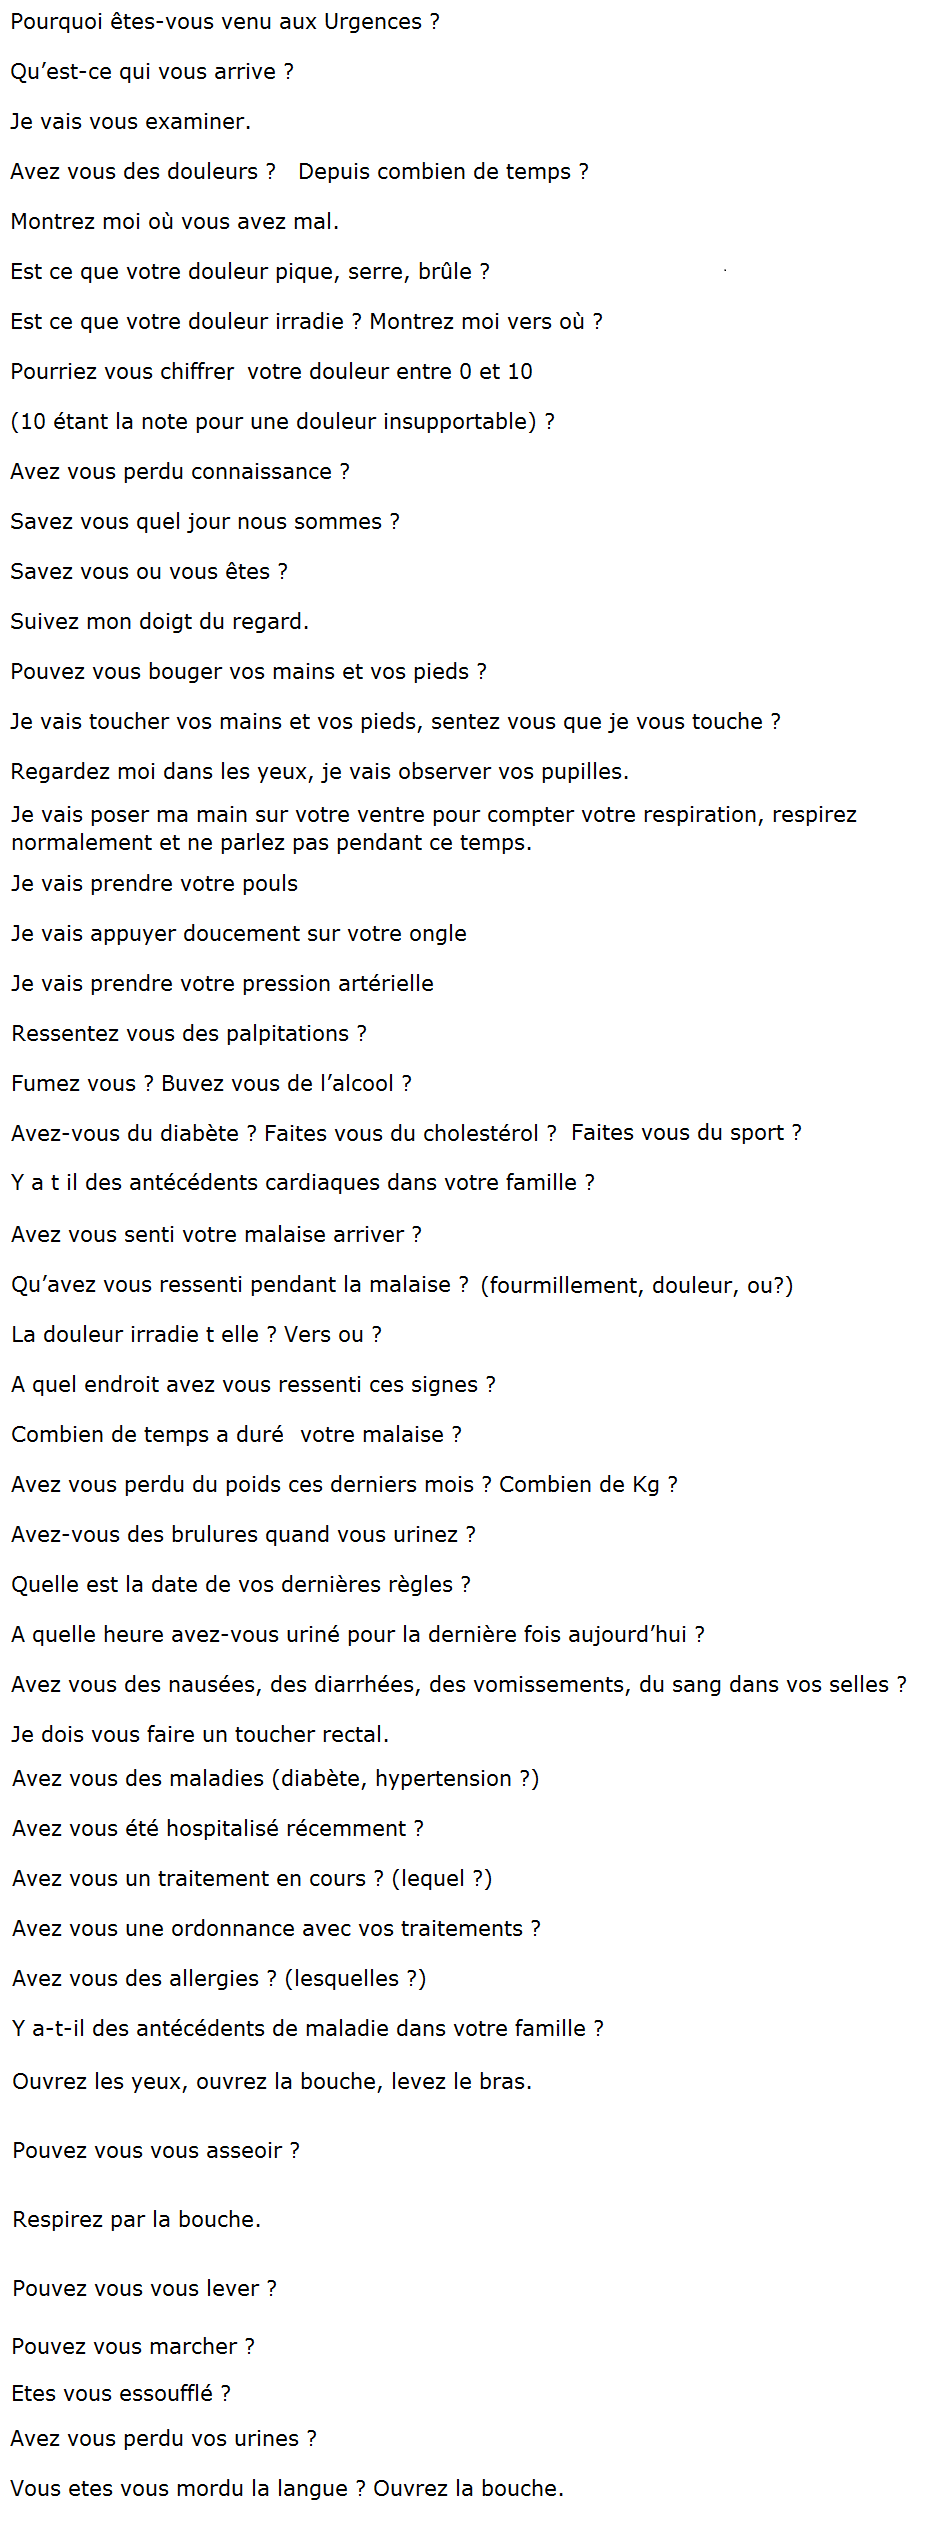 Pourquoi êtes-vous venu aux Urgences ?
Qu’est-ce qui vous arrive ?
Je vais vous examiner.
Avez vous des douleurs ? Depuis combien de temps ?
Montrez moi où vous avez mal.
Est ce que votre douleur pique, serre, brûle ?
Est ce que votre douleur irradie ? Montrez moi vers où ?
Pourriez vous chiffrer votre douleur entre 0 et 10
(10 étant la note pour une douleur insupportable) ?
Avez vous perdu connaissance ?
Savez vous quel jour nous sommes ?
Savez vous ou vous êtes ?
Suivez mon doigt du regard.
Pouvez vous bouger vos mains et vos pieds ?
Je vais toucher vos mains et vos pieds, sentez vous que je vous touche ?
Regardez moi dans les yeux, je vais observer vos pupilles.
Je vais poser ma main sur votre ventre pour compter votre respiration, respirez
normalement et ne parlez pas pendant ce temps.
Je vais prendre votre pouls
Je vais appuyer doucement sur votre ongle
Je vais prendre votre pression artérielle
Ressentez vous des palpitations ?
Fumez vous ? Buvez vous de l’alcool ?
Avez-vous du diabète ? Faites vous du cholestérol ? Faites vous du sport ?
Y a t il des antécédents cardiaques dans votre famille ?
Avez vous senti votre malaise arriver ?
Qu’avez vous ressenti pendant la malaise ? (fourmillement, douleur, ou?)
La douleur irradie t elle ? Vers ou ?
A quel endroit avez vous ressenti ces signes ?
Combien de temps a duré votre malaise ?
Avez vous perdu du poids ces derniers mois ? Combien de Kg ?
Avez-vous des brulures quand vous urinez ?
Quelle est la date de vos dernières règles ?
A quelle heure avez-vous uriné pour la dernière fois aujourd’hui ?
Avez vous des nausées, des diarrhées, des vomissements, du sang dans vos selles ?
Je dois vous faire un toucher rectal.
Avez vous des maladies (diabète, hypertension ?)
Avez vous été hospitalisé récemment ?
Avez vous un traitement en cours ? (lequel ?)
Avez vous une ordonnance avec vos traitements ?
Avez vous des allergies ? (lesquelles ?)
Y a-t-il des antécédents de maladie dans votre famille ?
Ouvrez les yeux, ouvrez la bouche, levez le bras.
Pouvez vous vous asseoir ?
Respirez par la bouche.
Pouvez vous vous lever ?
Pouvez vous marcher ?
Etes vous essoufflé ?
Avez vous perdu vos urines ?
Vous etes vous mordu la langue ? Ouvrez la bouche.